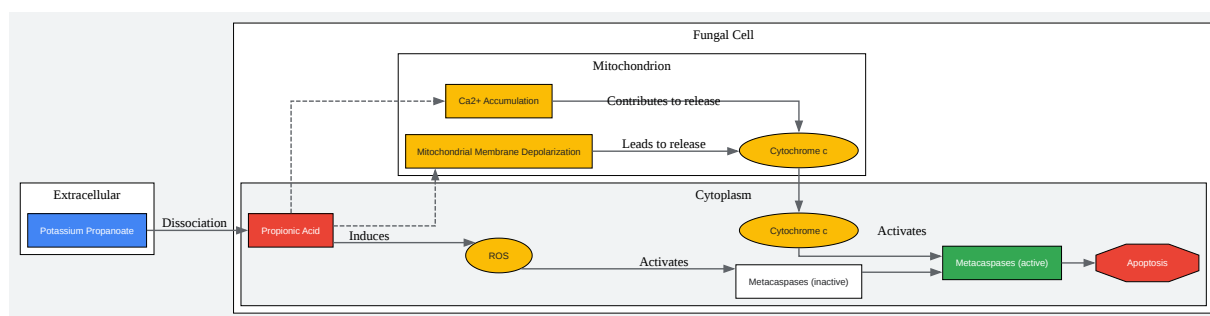 Fungal Cell
Mitochondrion
Ca2+ Accumulation
Contributes to release
Mitochondrial Membrane Depolarization
Leads to release
Cytochrome c
Extracellular
Potassium Propanoate
Dissociation
Cytoplasm
Propionic Acid
Induces
ROS
Activates
Cytochrome c
Activates
Metacaspases (inactive)
Metacaspases (active)
Apoptosis